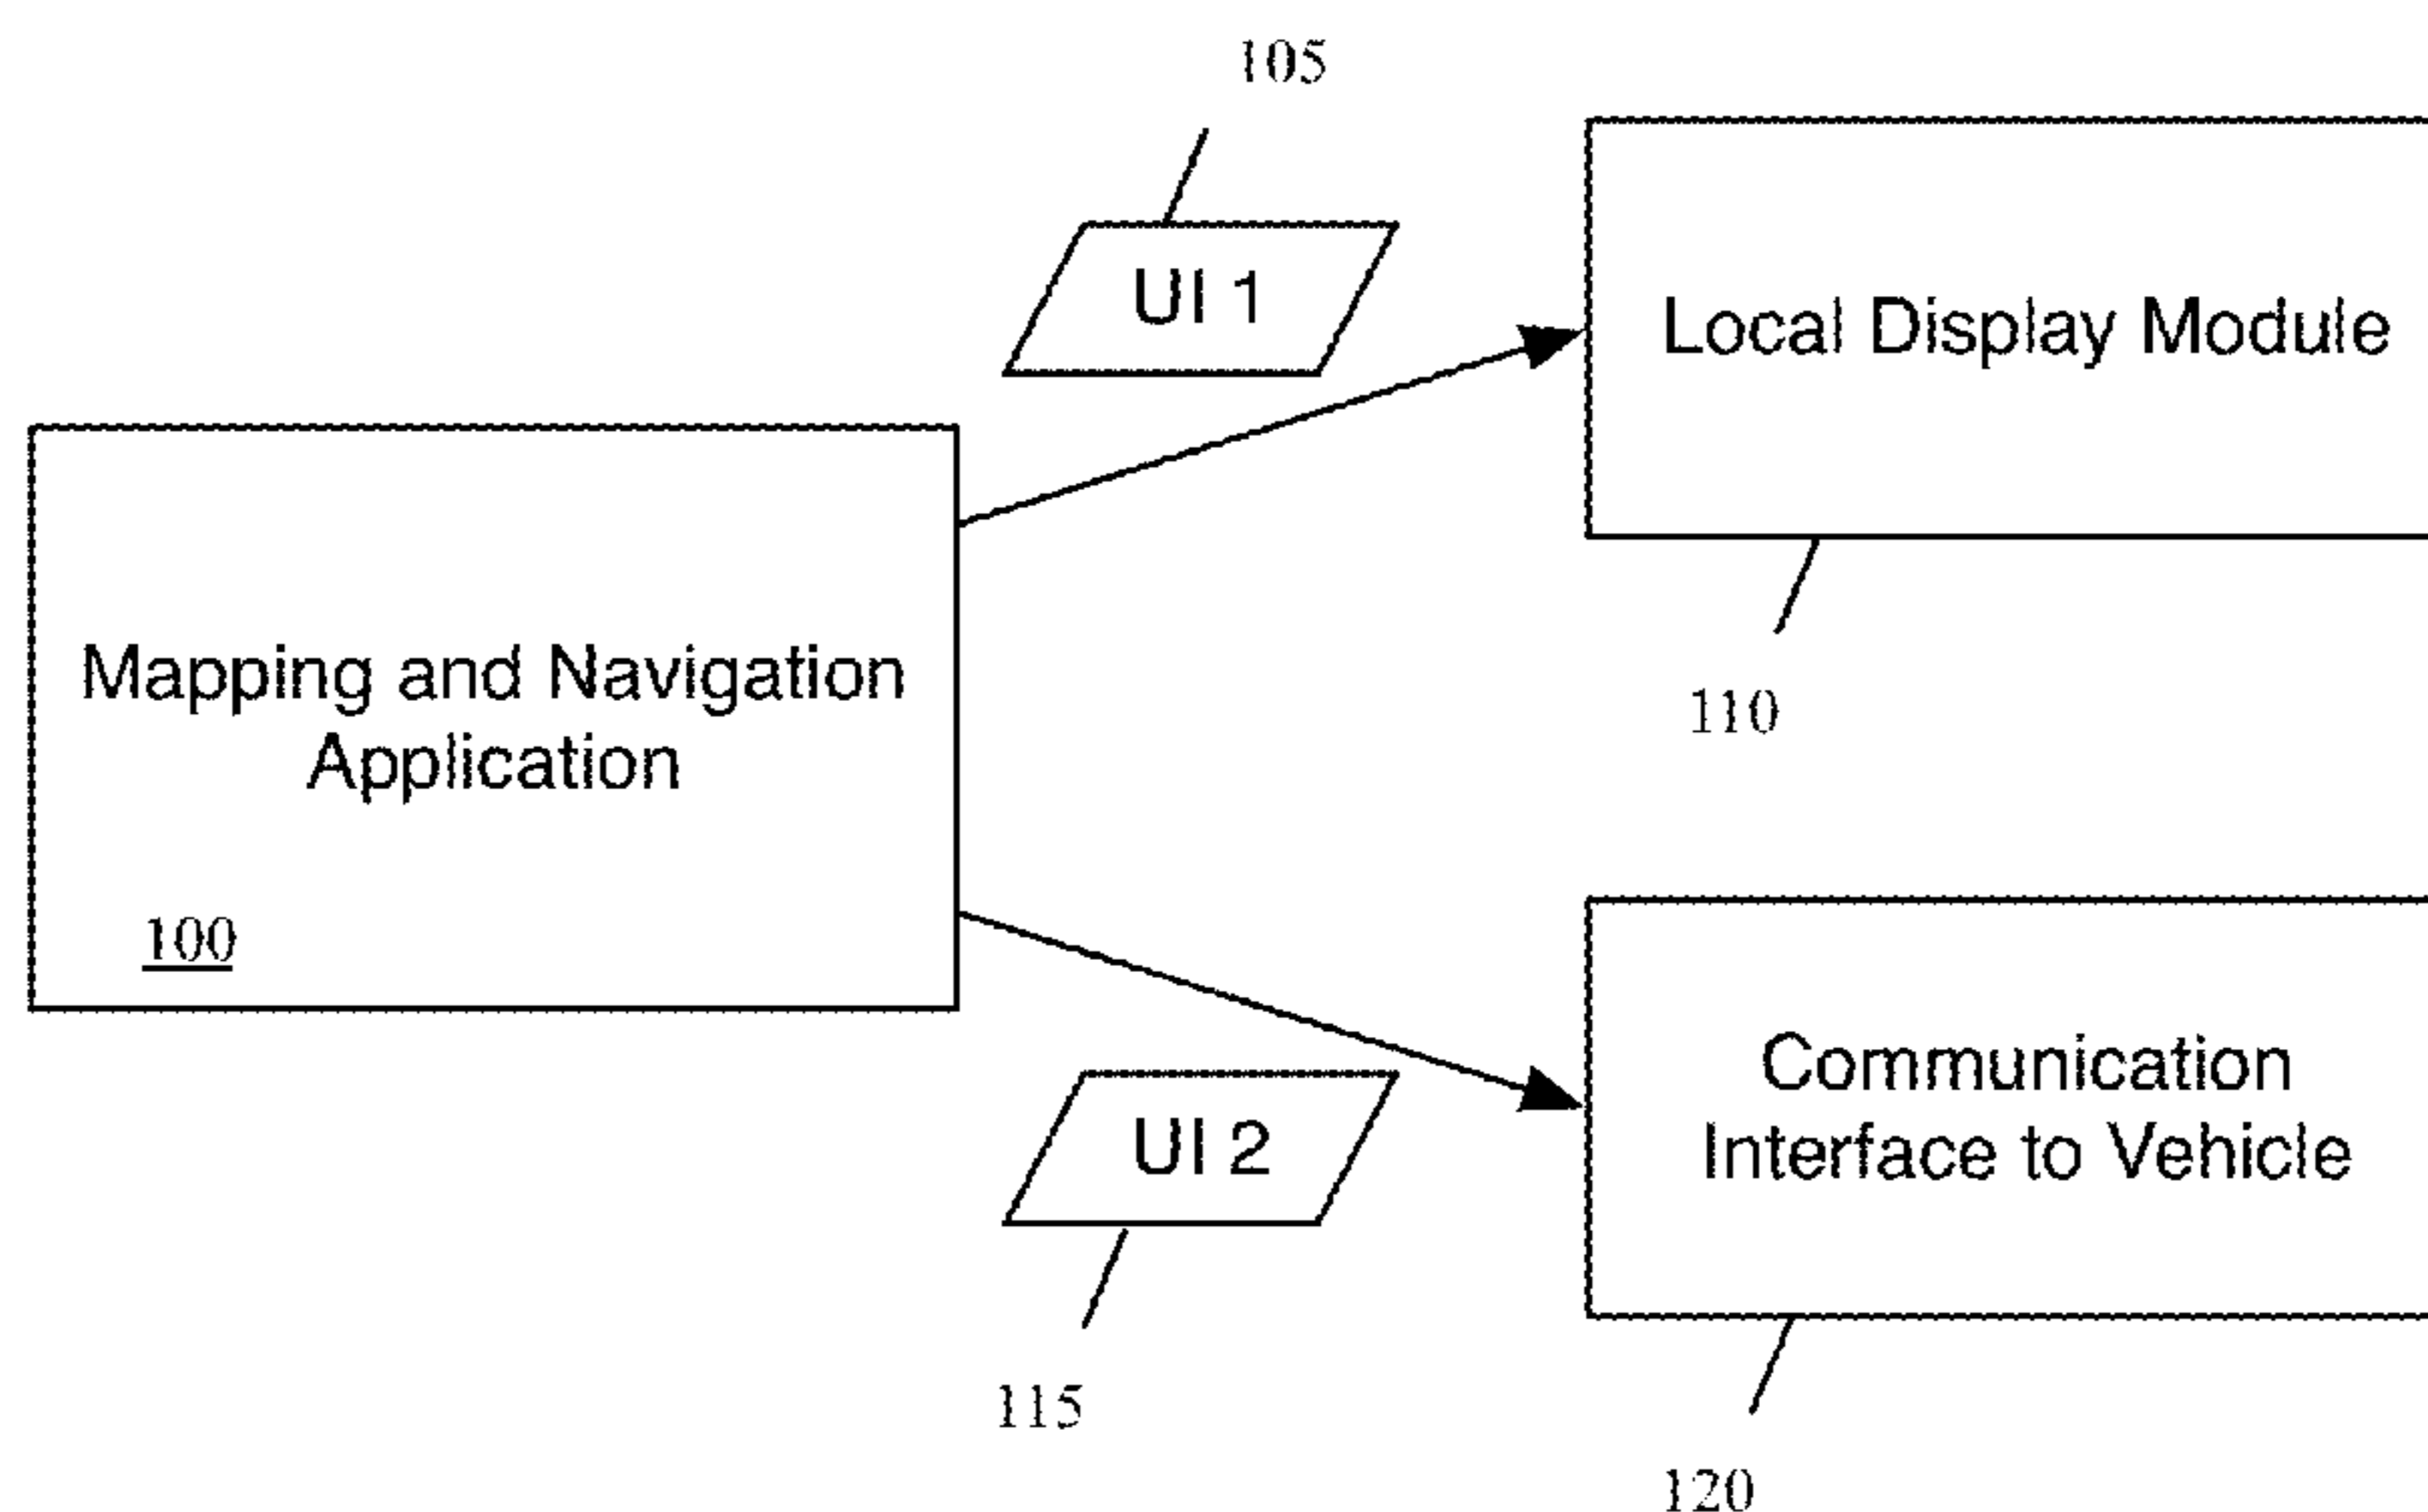 105
UI 1
Local Display Module
110
Mapping and Navigation
Application
100
UI 2
115
Communication
Interface to Vehicle
120